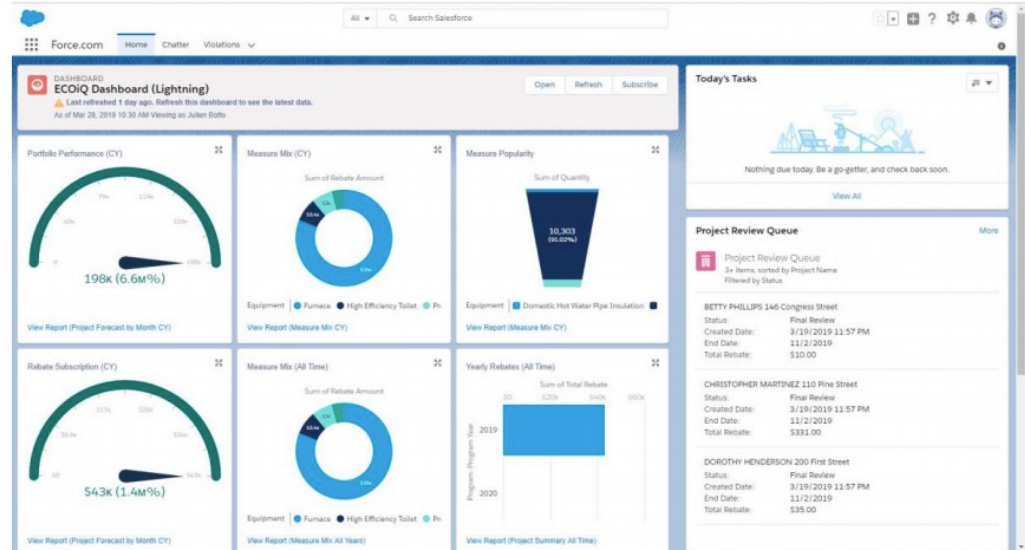 All
Search Salesforce
Force.com
Home
Chatter
Violations
DASHBOARD
ECOiQ Dashboard (Lightning)
Last refreshed 1 day ago. Refresh this dashboard to see the latest data.
As of Mar 28, 2019 10:30 AM Viewing as Julien Botto
Open
Refresh
Subscribe
Portfolio Performance (CY)
79K
119K
40K
158K
0
198K
198K (6.6M%)
View Report (Project Forecast by Month CY)
Measure Mix (CY)
Sum of Rebate Amount
Equipment
Furnace
High Efficiency Toilet
View Report (Measure Mix CY)
Measure Popularity
Sum of Quantity
10,303
(91.02%)
Equipment
Domestic Hot Water Pipe Insulation
View Report (Measure Mix CY)
Rebate Subscription (CY)
$17K
$26K
$0
$43K (1.4M%)
View Report (Project Forecast by Month CY)
Measure Mix (All Time)
Sum of Rebate Amount
Equipment
Furnace
High Efficiency Toilet
View Report (Measure Mix All Years)
Yearly Rebates (All Time)
Sum of Total Rebate
$0 $20K $40K $60K
Program: Program Year
2019
2020
View Report (Project Summary All Time)
Today's Tasks
Nothing due today. Be a go-getter, and check back soon.
View All
Project Review Queue
More
Project Review Queue
3+ items, sorted by Project Name
Filtered by Status
BETTY PHILLIPS 146 Congress Street
Status: Final Review
Created Date: 3/19/2019 11:57 PM
End Date: 11/2/2019
Total Rebate: $10.00
CHRISTOPHER MARTINEZ 110 Pine Street
Status: Final Review
Created Date: 3/19/2019 11:57 PM
End Date: 11/2/2019
Total Rebate: $331.00
DOROTHY HENDERSON 200 First Street
Status: Final Review
Created Date: 3/19/2019 11:57 PM
End Date: 11/2/2019
Total Rebate: $35.00